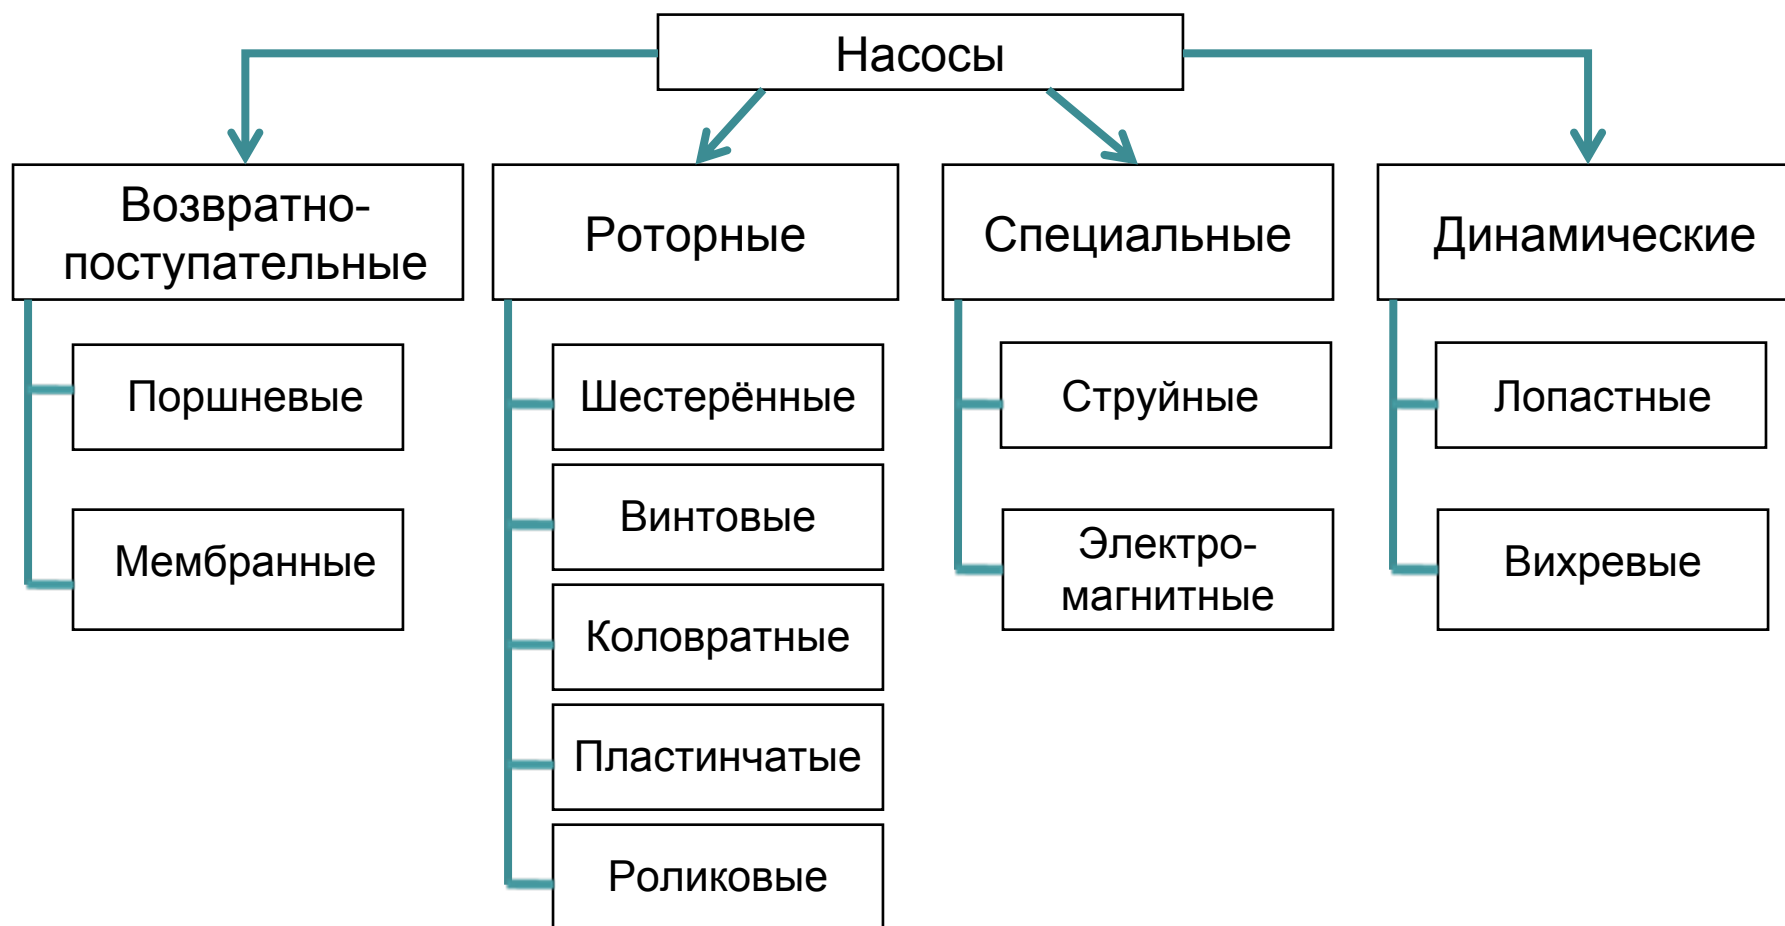 Насосы
Возвратно-
поступательные
Роторные
Специальные
Динамические
Поршневые
Мембранные
Шестерённые
Винтовые
Коловратные
Пластинчатые
Роликовые
Струйные
Электро-
магнитные
Лопастные
Вихревые